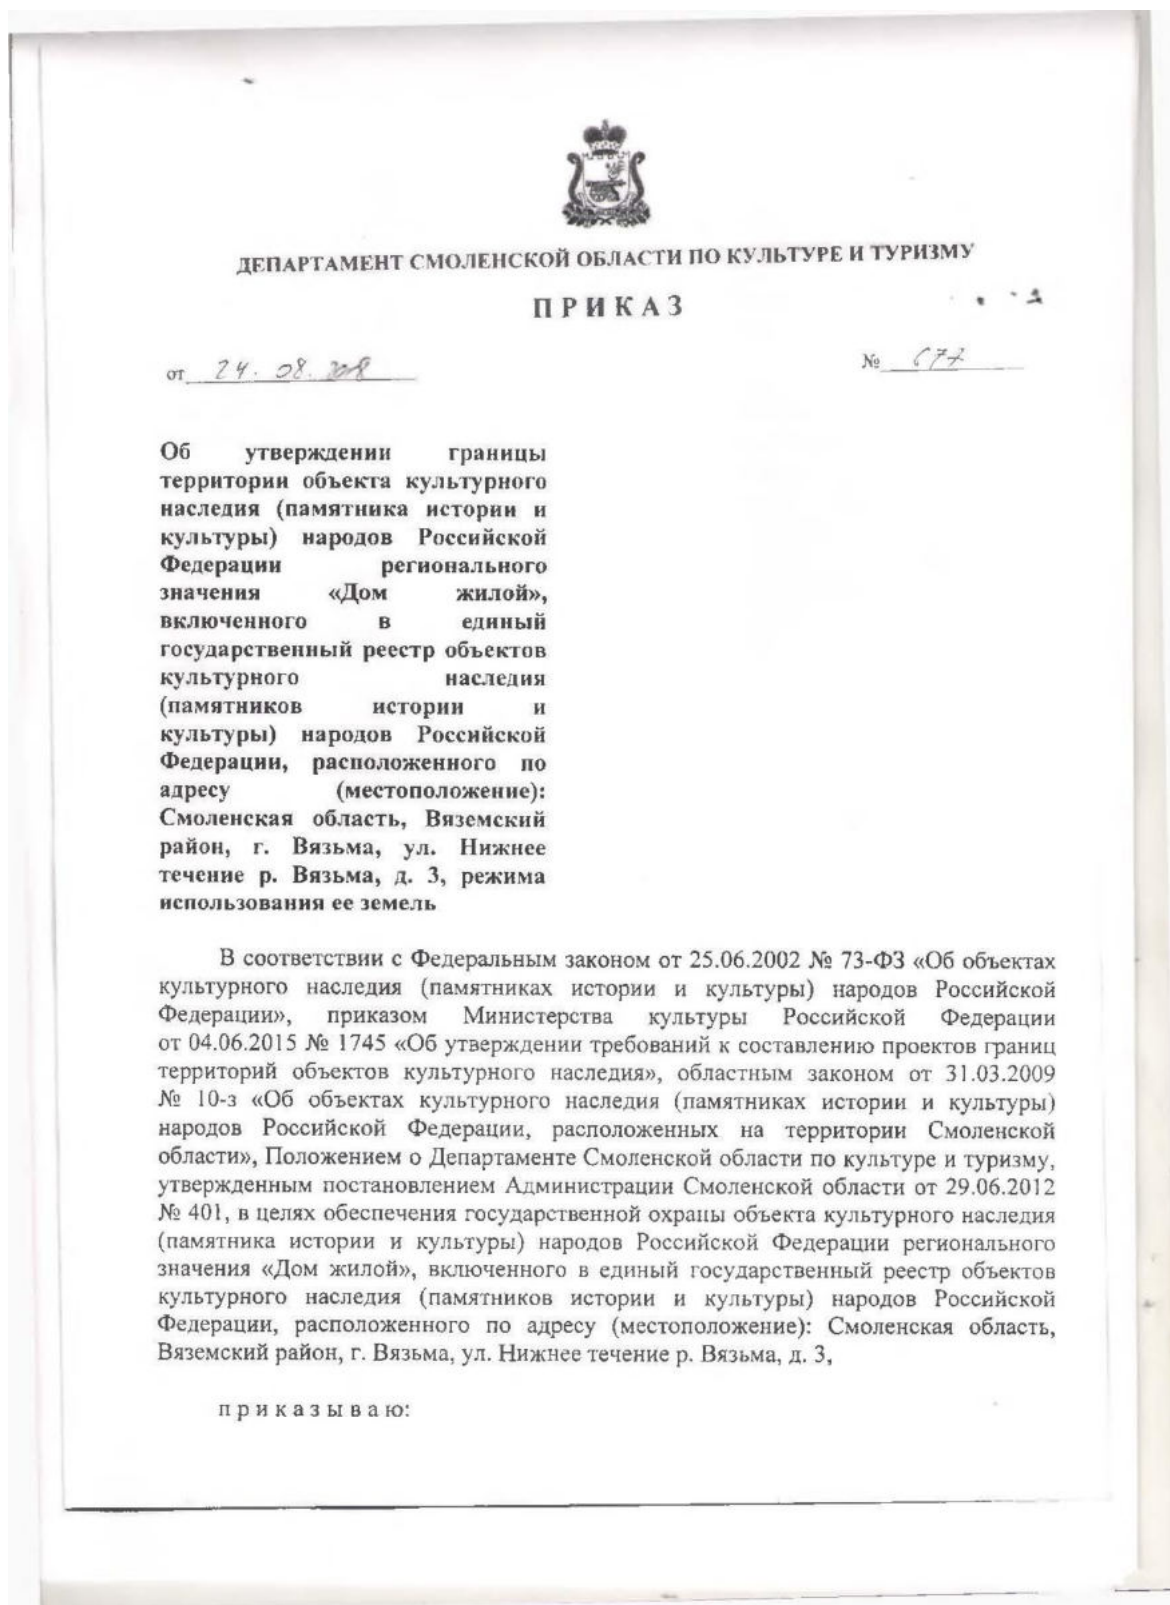 ДЕПАРТАМЕНТ СМОЛЕНСКОЙ ОБЛАСТИ ПО КУЛЬТУРЕ И ТУРИЗМУ
П Р И К А З
от 24.08.2018 № 677
Об утверждении границы
территории объекта культурного
наследия (памятника истории и
культуры) народов Российской
Федерации регионального
значения «Дом жилой»,
включенного в единый
государственный реестр объектов
культурного наследия
(памятников истории и
культуры) народов Российской
Федерации, расположенного по
адресу (местоположение):
Смоленская область, Вяземский
район, г. Вязьма, ул. Нижнее
течение р. Вязьма, д. 3, режима
использования ее земель
В соответствии с Федеральным законом от 25.06.2002 № 73-ФЗ «Об объектах
культурного наследия (памятниках истории и культуры) народов Российской
Федерации», приказом Министерства культуры Российской Федерации
от 04.06.2015 № 1745 «Об утверждении требований к составлению проектов границ
территорий объектов культурного наследия», областным законом от 31.03.2009
№ 10-з «Об объектах культурного наследия (памятниках истории и культуры)
народов Российской Федерации, расположенных на территории Смоленской
области», Положением о Департаменте Смоленской области по культуре и туризму,
утвержденным постановлением Администрации Смоленской области от 29.06.2012
№ 401, в целях обеспечения государственной охраны объекта культурного наследия
(памятника истории и культуры) народов Российской Федерации регионального
значения «Дом жилой», включенного в единый государственный реестр объектов
культурного наследия (памятников истории и культуры) народов Российской
Федерации, расположенного по адресу (местоположение): Смоленская область,
Вяземский район, г. Вязьма, ул. Нижнее течение р. Вязьма, д. 3,
п р и к а з ы в а ю: